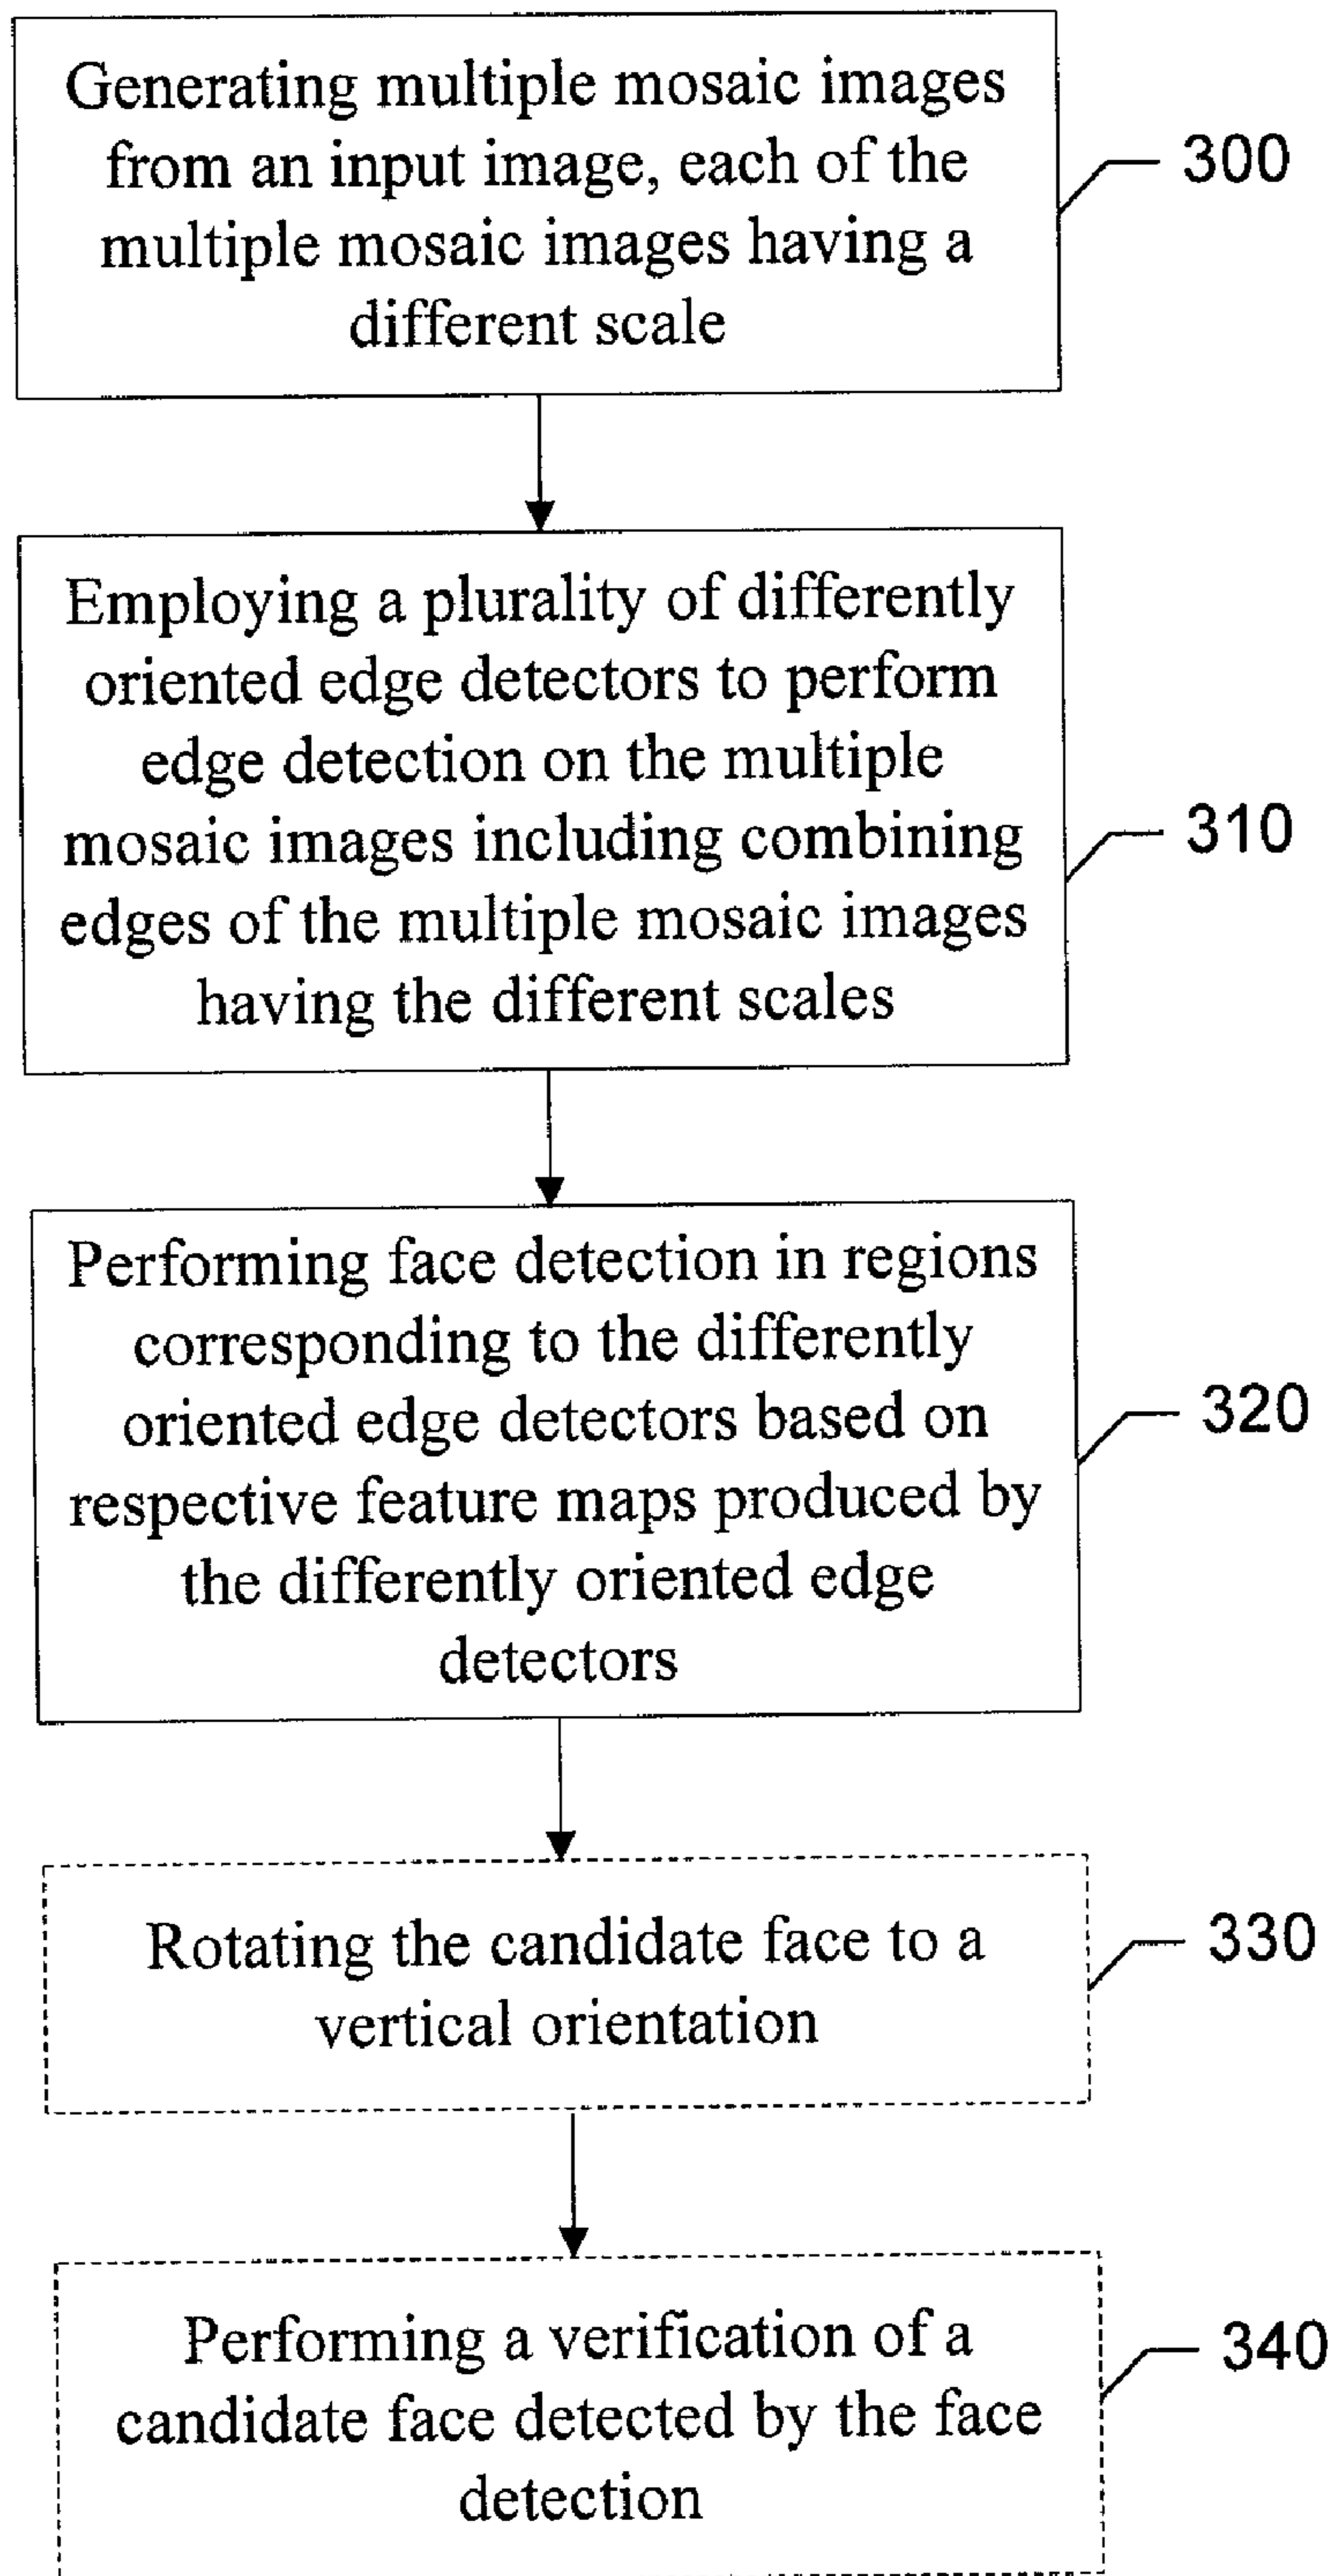 Generating multiple mosaic images
from an input image, each of the
multiple mosaic images having a
different scale
300
Employing a plurality of differently
oriented edge detectors to perform
edge detection on the multiple
mosaic images including combining
edges of the multiple mosaic images
having the different scales
310
Performing face detection in regions
corresponding to the differently
oriented edge detectors based on
respective feature maps produced by
the differently oriented edge
detectors
320
Rotating the candidate face to a
vertical orientation
330
Performing a verification of a
candidate face detected by the face
detection
340